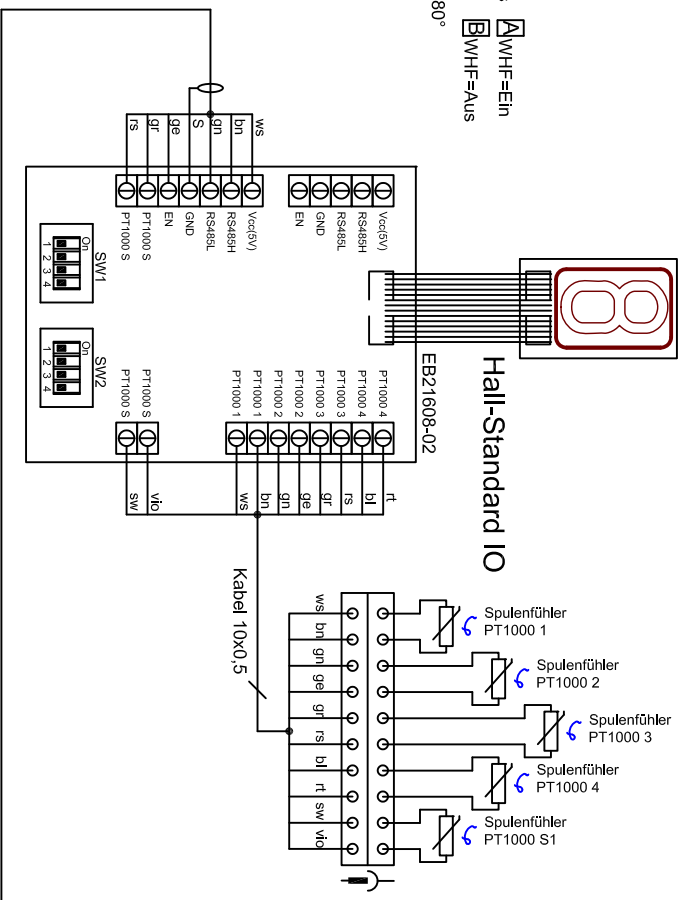 A WHF=Ein
B WHF=Aus
80°
ws
bn
gn
S
ge
gr
rs
Vcc(5V)
RS485H
RS485L
GND
EN
PT1000 S
PT1000 S
Vcc(5V)
RS485H
RS485L
GND
EN
SW1
On
1 2 3 4
SW2
On
1 2 3 4
EB21608-02
Hall-Standard IO
PT1000 4
PT1000 4
PT1000 3
PT1000 3
PT1000 2
PT1000 2
PT1000 1
PT1000 1
PT1000 S
PT1000 S
rt
bl
rs
gr
ge
gn
bn
ws
vio
sw
Kabel 10x0,5
ws bn gn ge gr rs bl rt sw vio
Spulenfühler
PT1000 1
Spulenfühler
PT1000 2
Spulenfühler
PT1000 3
Spulenfühler
PT1000 4
Spulenfühler
PT1000 S1